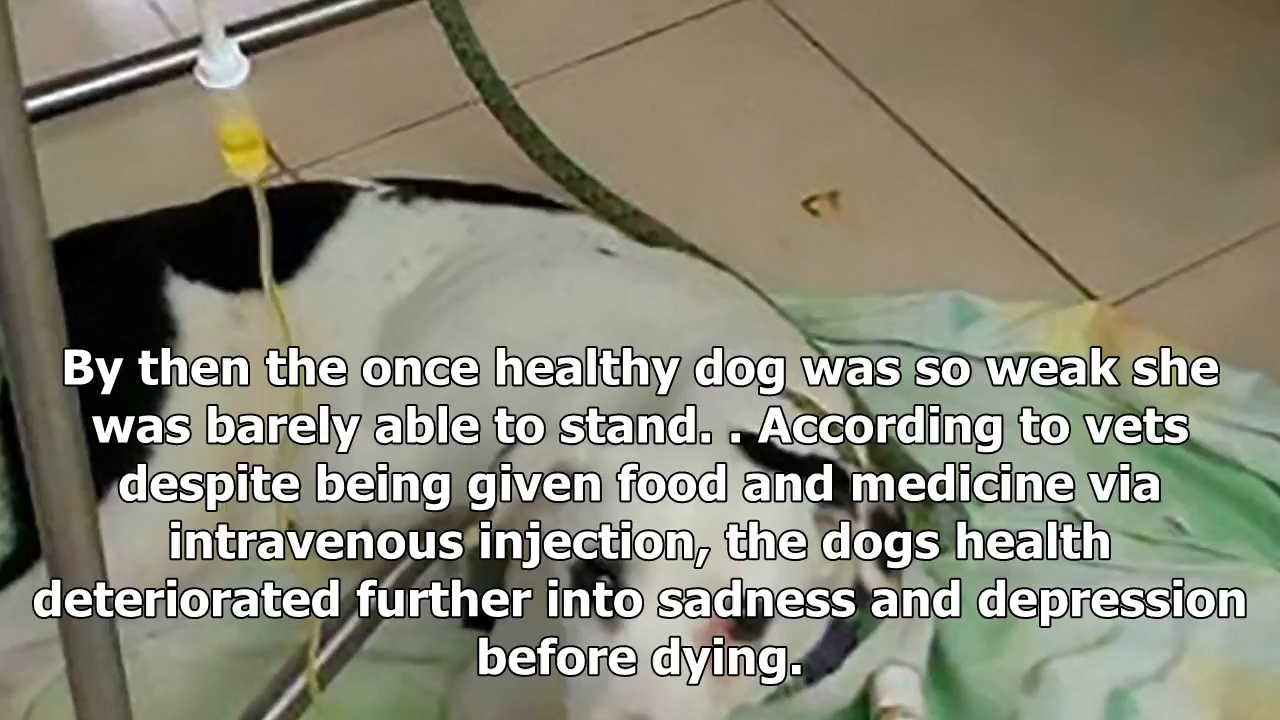 By then the once healthy dog was so weak she
was barely able to stand. . According to vets
despite being given food and medicine via
intravenous injection, the dogs health
deteriorated further into sadness and depression
before dying.